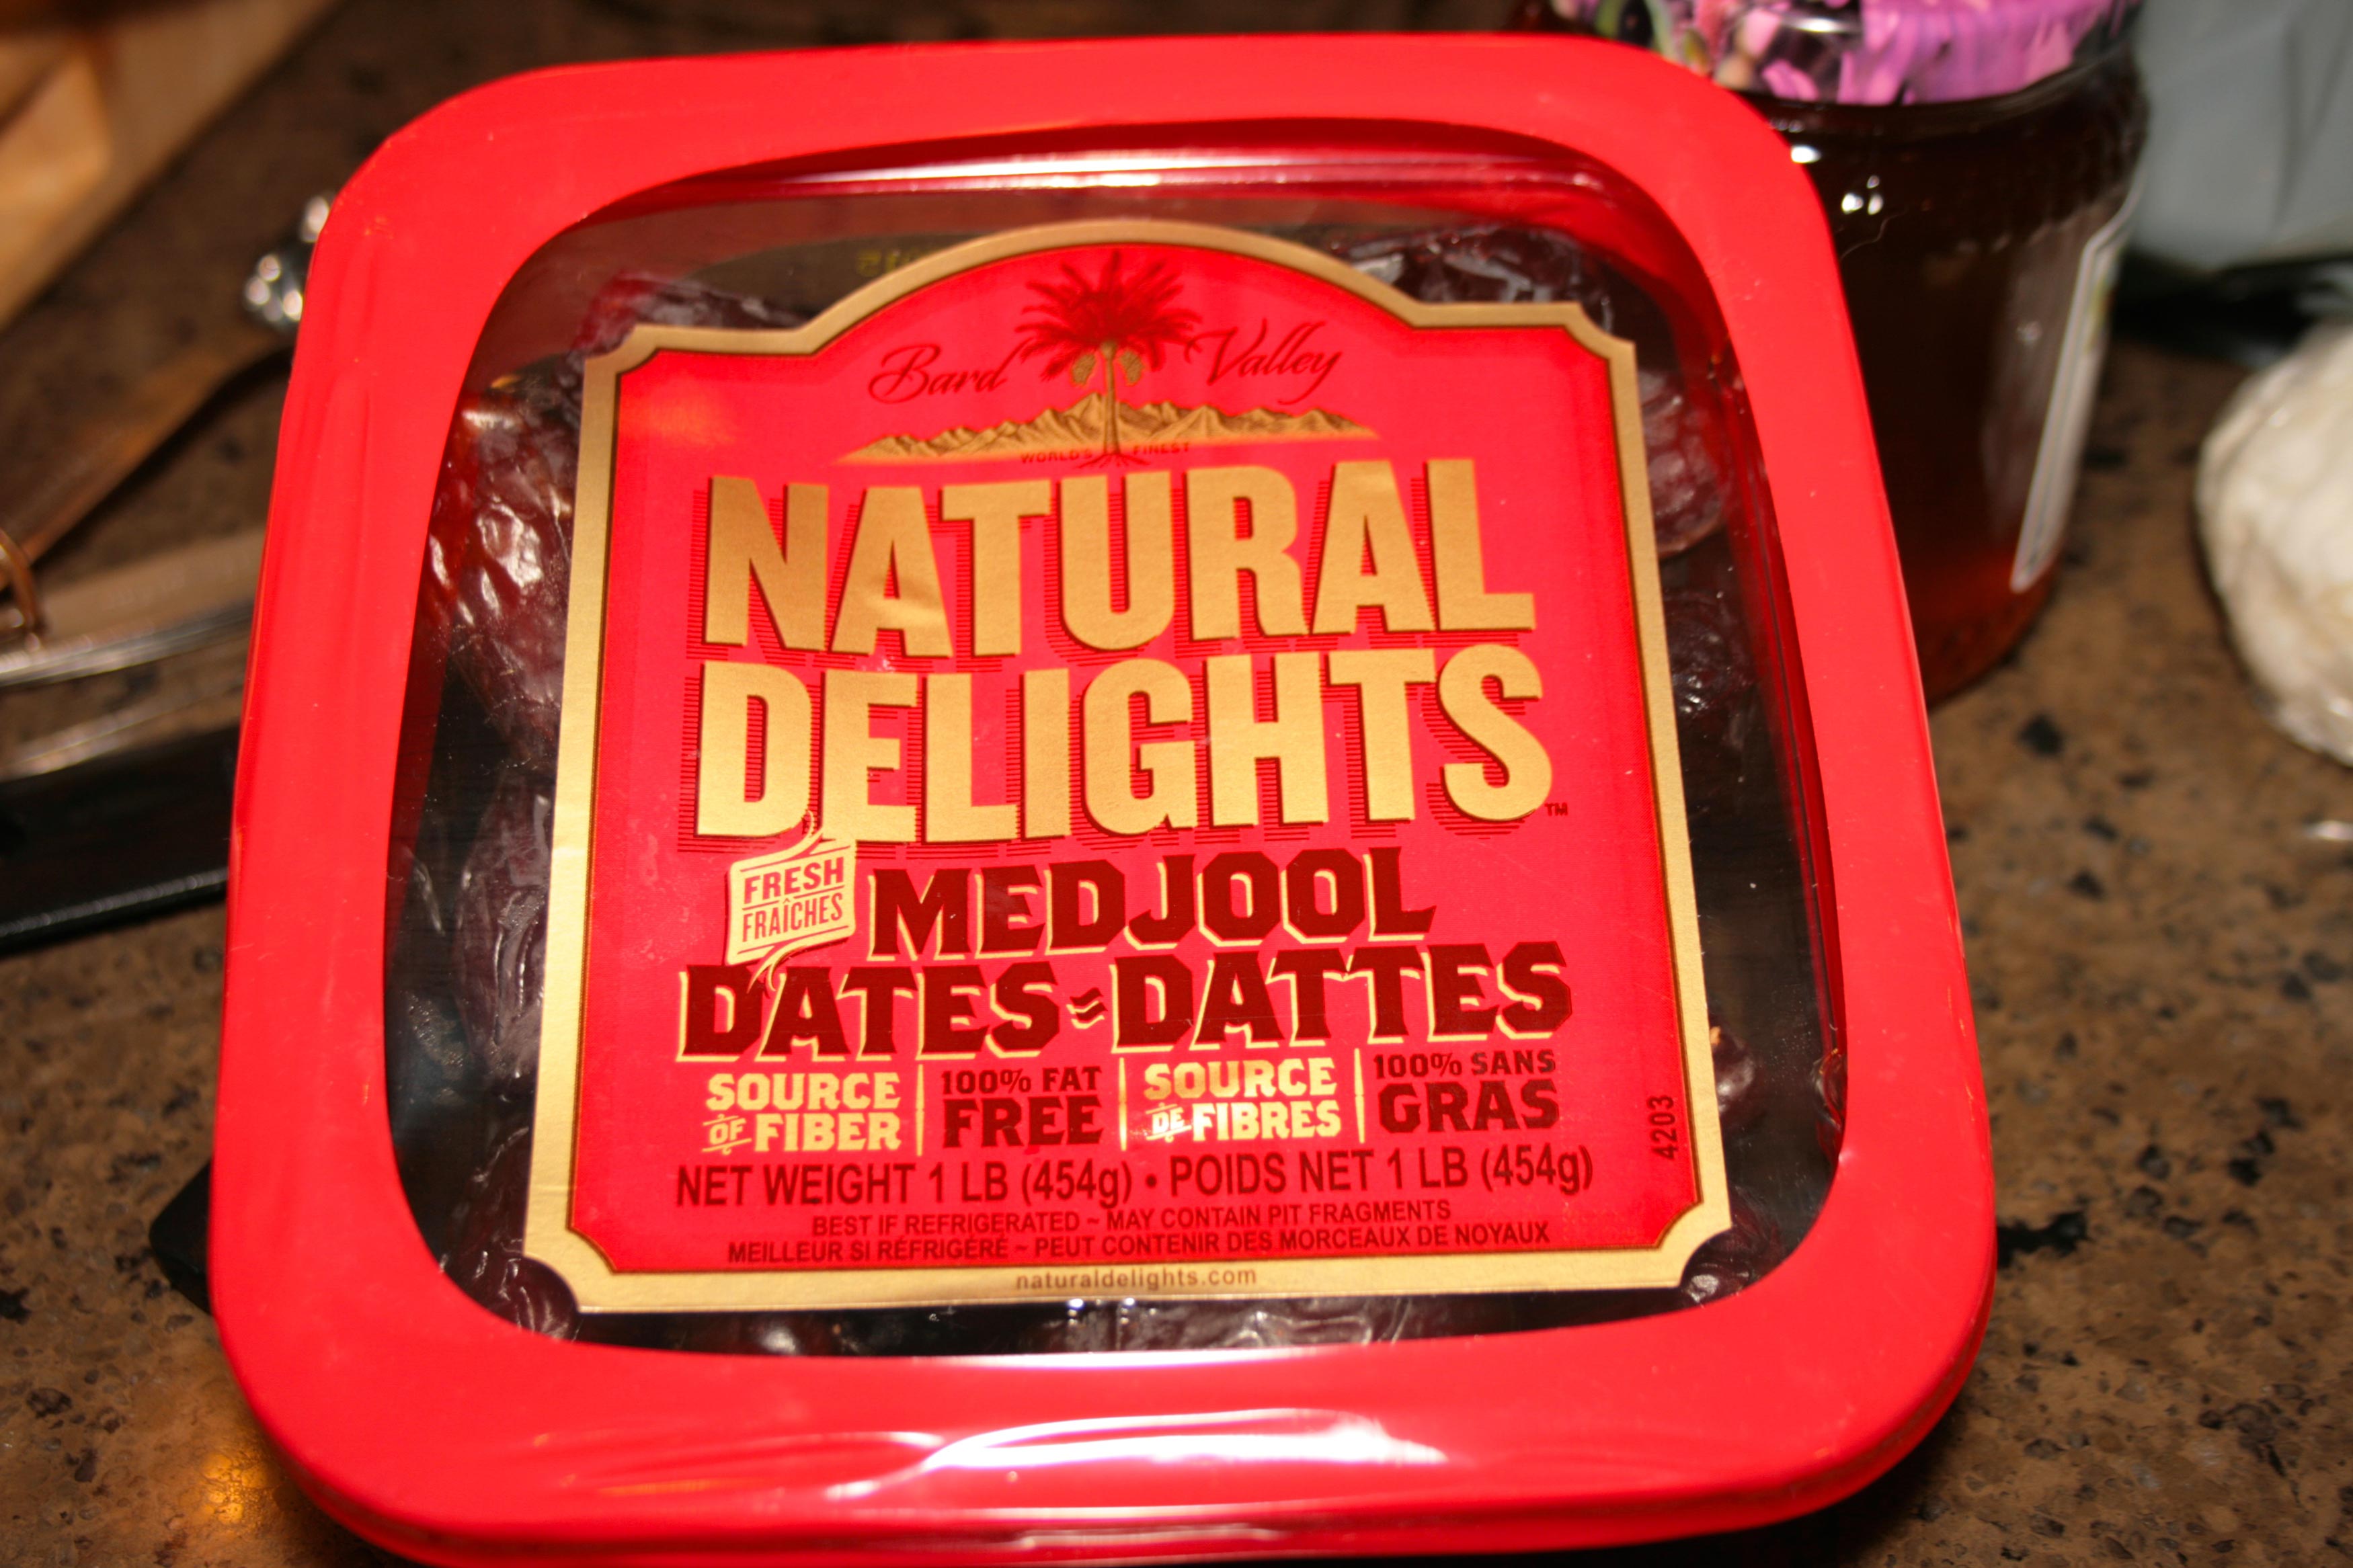 Bard Valley
WORLD'S FINEST
NATURAL
DELIGHTS™
FRESH
FRAÎCHES
MEDJOOL
DATES ≈ DATTES
SOURCE OF FIBER
100% FAT FREE
SOURCE DE FIBRES
100% SANS GRAS
4203
NET WEIGHT 1 LB (454g) • POIDS NET 1 LB (454g)
BEST IF REFRIGERATED ~ MAY CONTAIN PIT FRAGMENTS
MEILLEUR SI RÉFRIGÉRÉ ~ PEUT CONTENIR DES MORCEAUX DE NOYAUX
naturaldelights.com